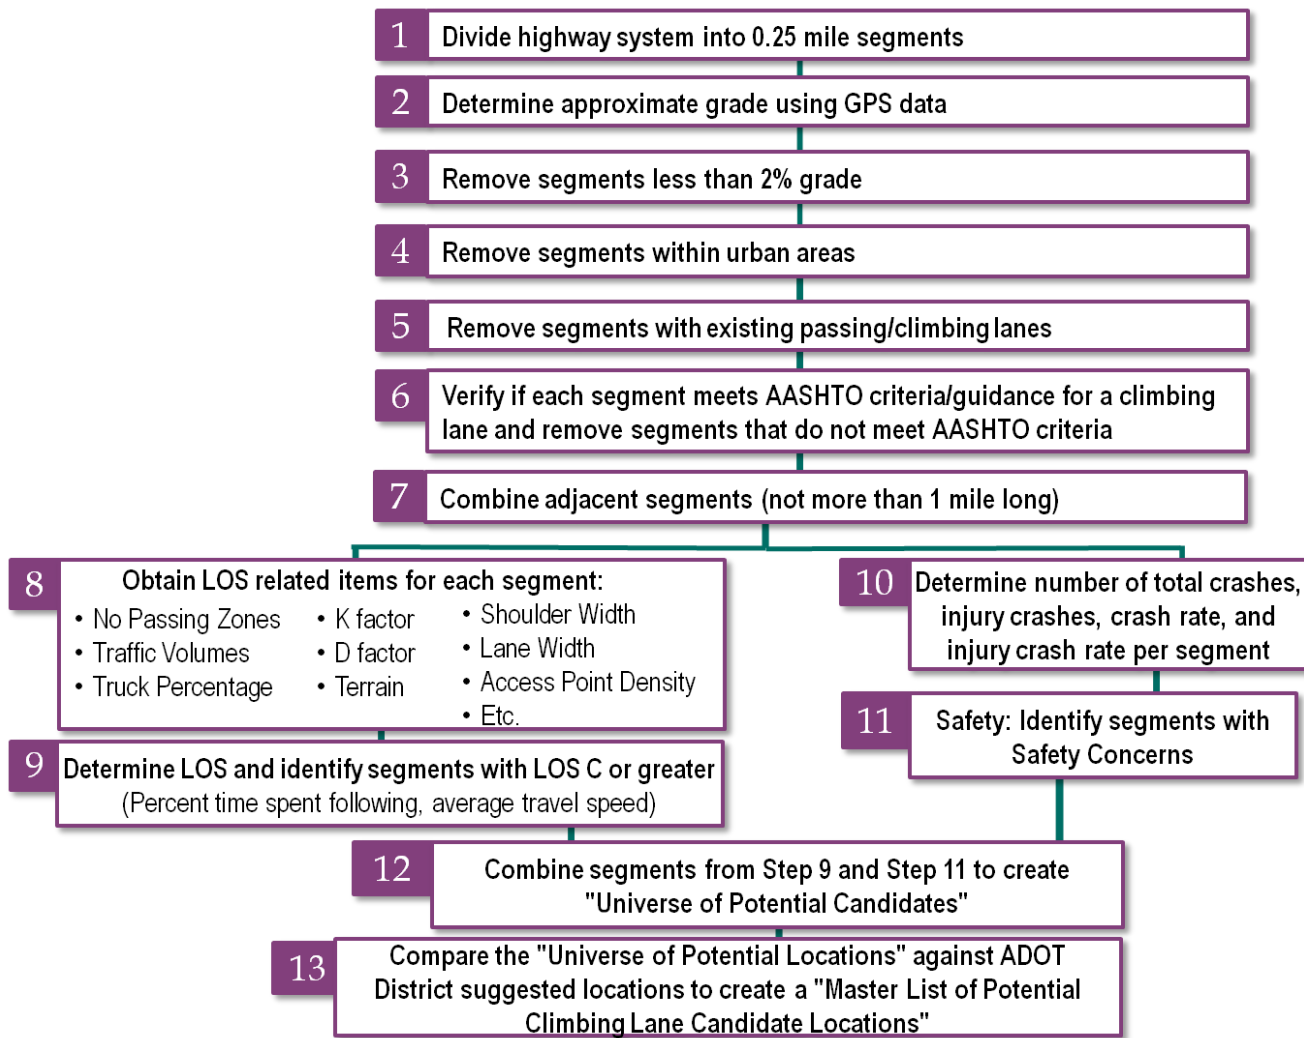 1 Divide highway system into 0.25 mile segments
2 Determine approximate grade using GPS data
3 Remove segments less than 2% grade
4 Remove segments within urban areas
5 Remove segments with existing passing/climbing lanes
6 Verify if each segment meets AASHTO criteria/guidance for a climbing
lane and remove segments that do not meet AASHTO criteria
7 Combine adjacent segments (not more than 1 mile long)
8 Obtain LOS related items for each segment:
• No Passing Zones
• Traffic Volumes
• Truck Percentage
• K factor
• D factor
• Terrain
• Shoulder Width
• Lane Width
• Access Point Density
• Etc.
9 Determine LOS and identify segments with LOS C or greater
(Percent time spent following, average travel speed)
10 Determine number of total crashes,
injury crashes, crash rate, and
injury crash rate per segment
11 Safety: Identify segments with
Safety Concerns
12 Combine segments from Step 9 and Step 11 to create
"Universe of Potential Candidates"
13 Compare the "Universe of Potential Locations" against ADOT
District suggested locations to create a "Master List of Potential
Climbing Lane Candidate Locations"